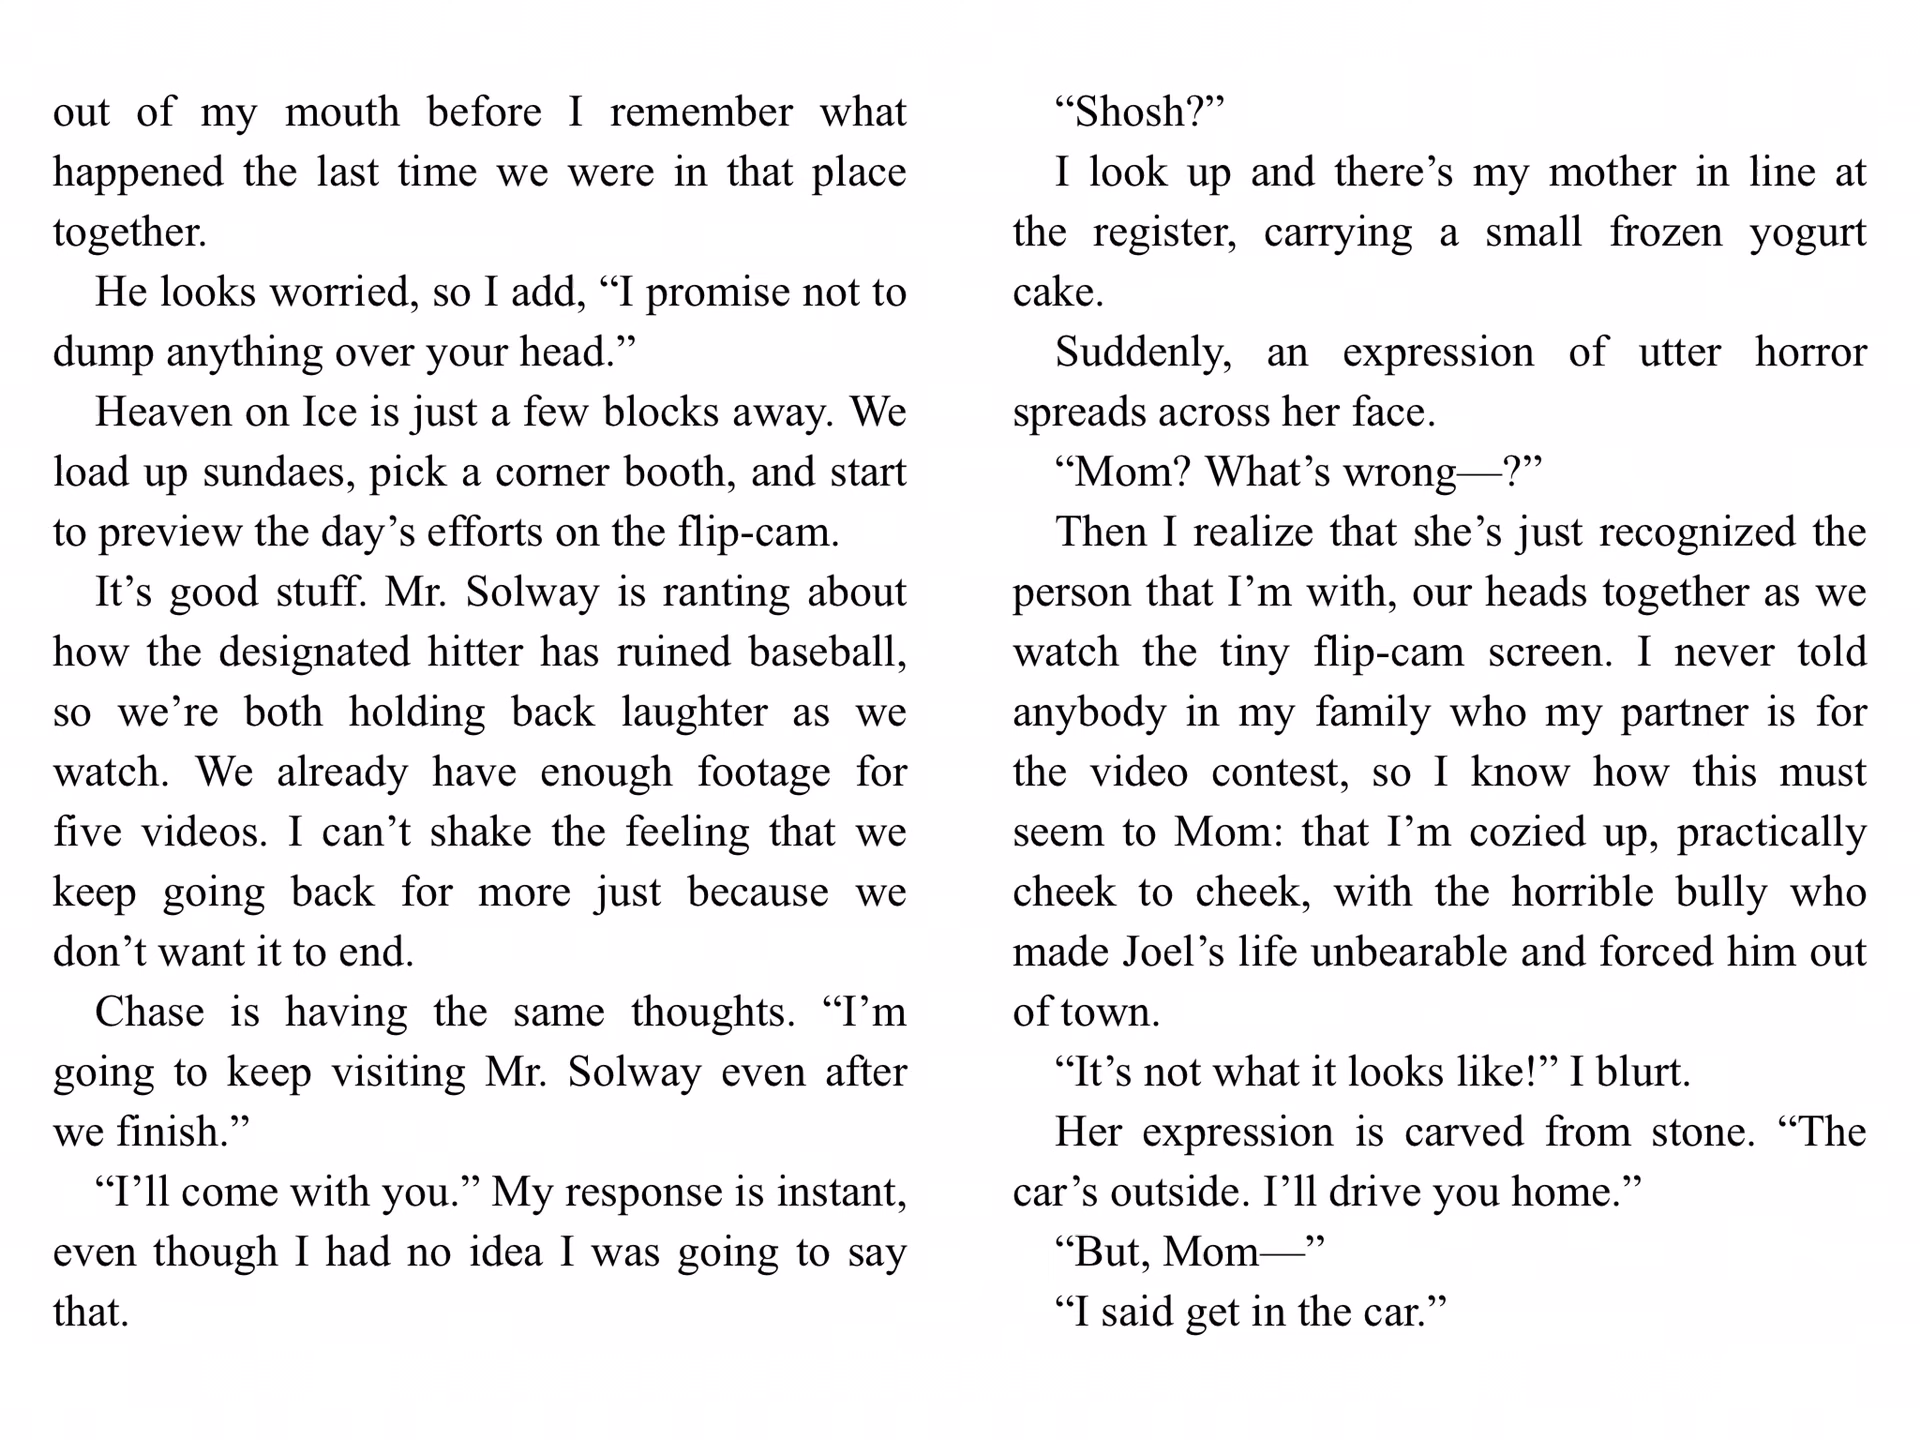 out of my mouth before I remember what
happened the last time we were in that place
together.
He looks worried, so I add, “I promise not to
dump anything over your head.”
Heaven on Ice is just a few blocks away. We
load up sundaes, pick a corner booth, and start
to preview the day’s efforts on the flip-cam.
It’s good stuff. Mr. Solway is ranting about
how the designated hitter has ruined baseball,
so we’re both holding back laughter as we
watch. We already have enough footage for
five videos. I can’t shake the feeling that we
keep going back for more just because we
don’t want it to end.
Chase is having the same thoughts. “I’m
going to keep visiting Mr. Solway even after
we finish.”
“I’ll come with you.” My response is instant,
even though I had no idea I was going to say
that.
“Shosh?”
I look up and there’s my mother in line at
the register, carrying a small frozen yogurt
cake.
Suddenly, an expression of utter horror
spreads across her face.
“Mom? What’s wrong—?”
Then I realize that she’s just recognized the
person that I’m with, our heads together as we
watch the tiny flip-cam screen. I never told
anybody in my family who my partner is for
the video contest, so I know how this must
seem to Mom: that I’m cozied up, practically
cheek to cheek, with the horrible bully who
made Joel’s life unbearable and forced him out
of town.
“It’s not what it looks like!” I blurt.
Her expression is carved from stone. “The
car’s outside. I’ll drive you home.”
“But, Mom—”
“I said get in the car.”